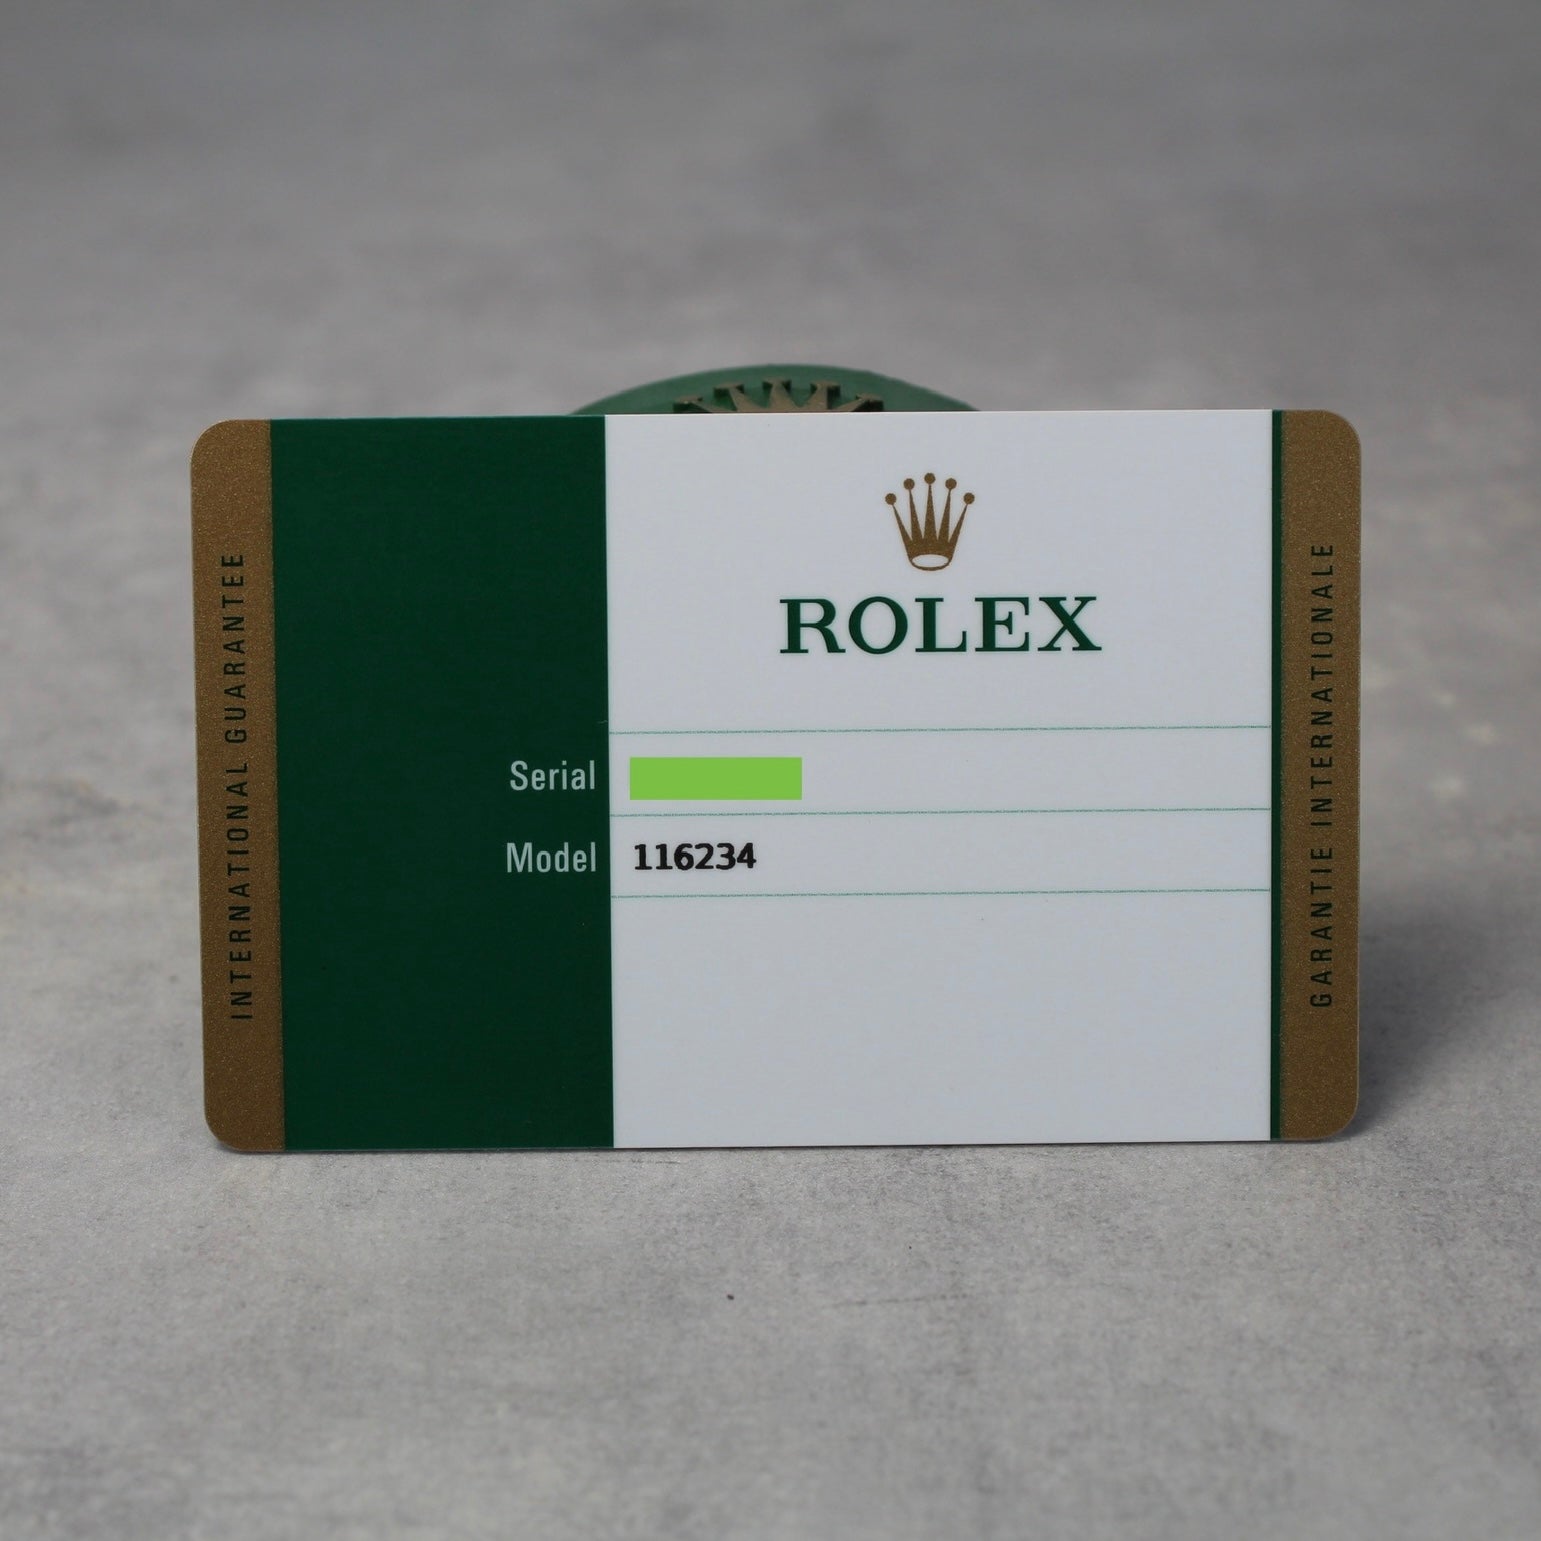 INTERNATIONAL GUARANTEE
ROLEX
Serial
Model 116234
GARANTIE INTERNATIONALE